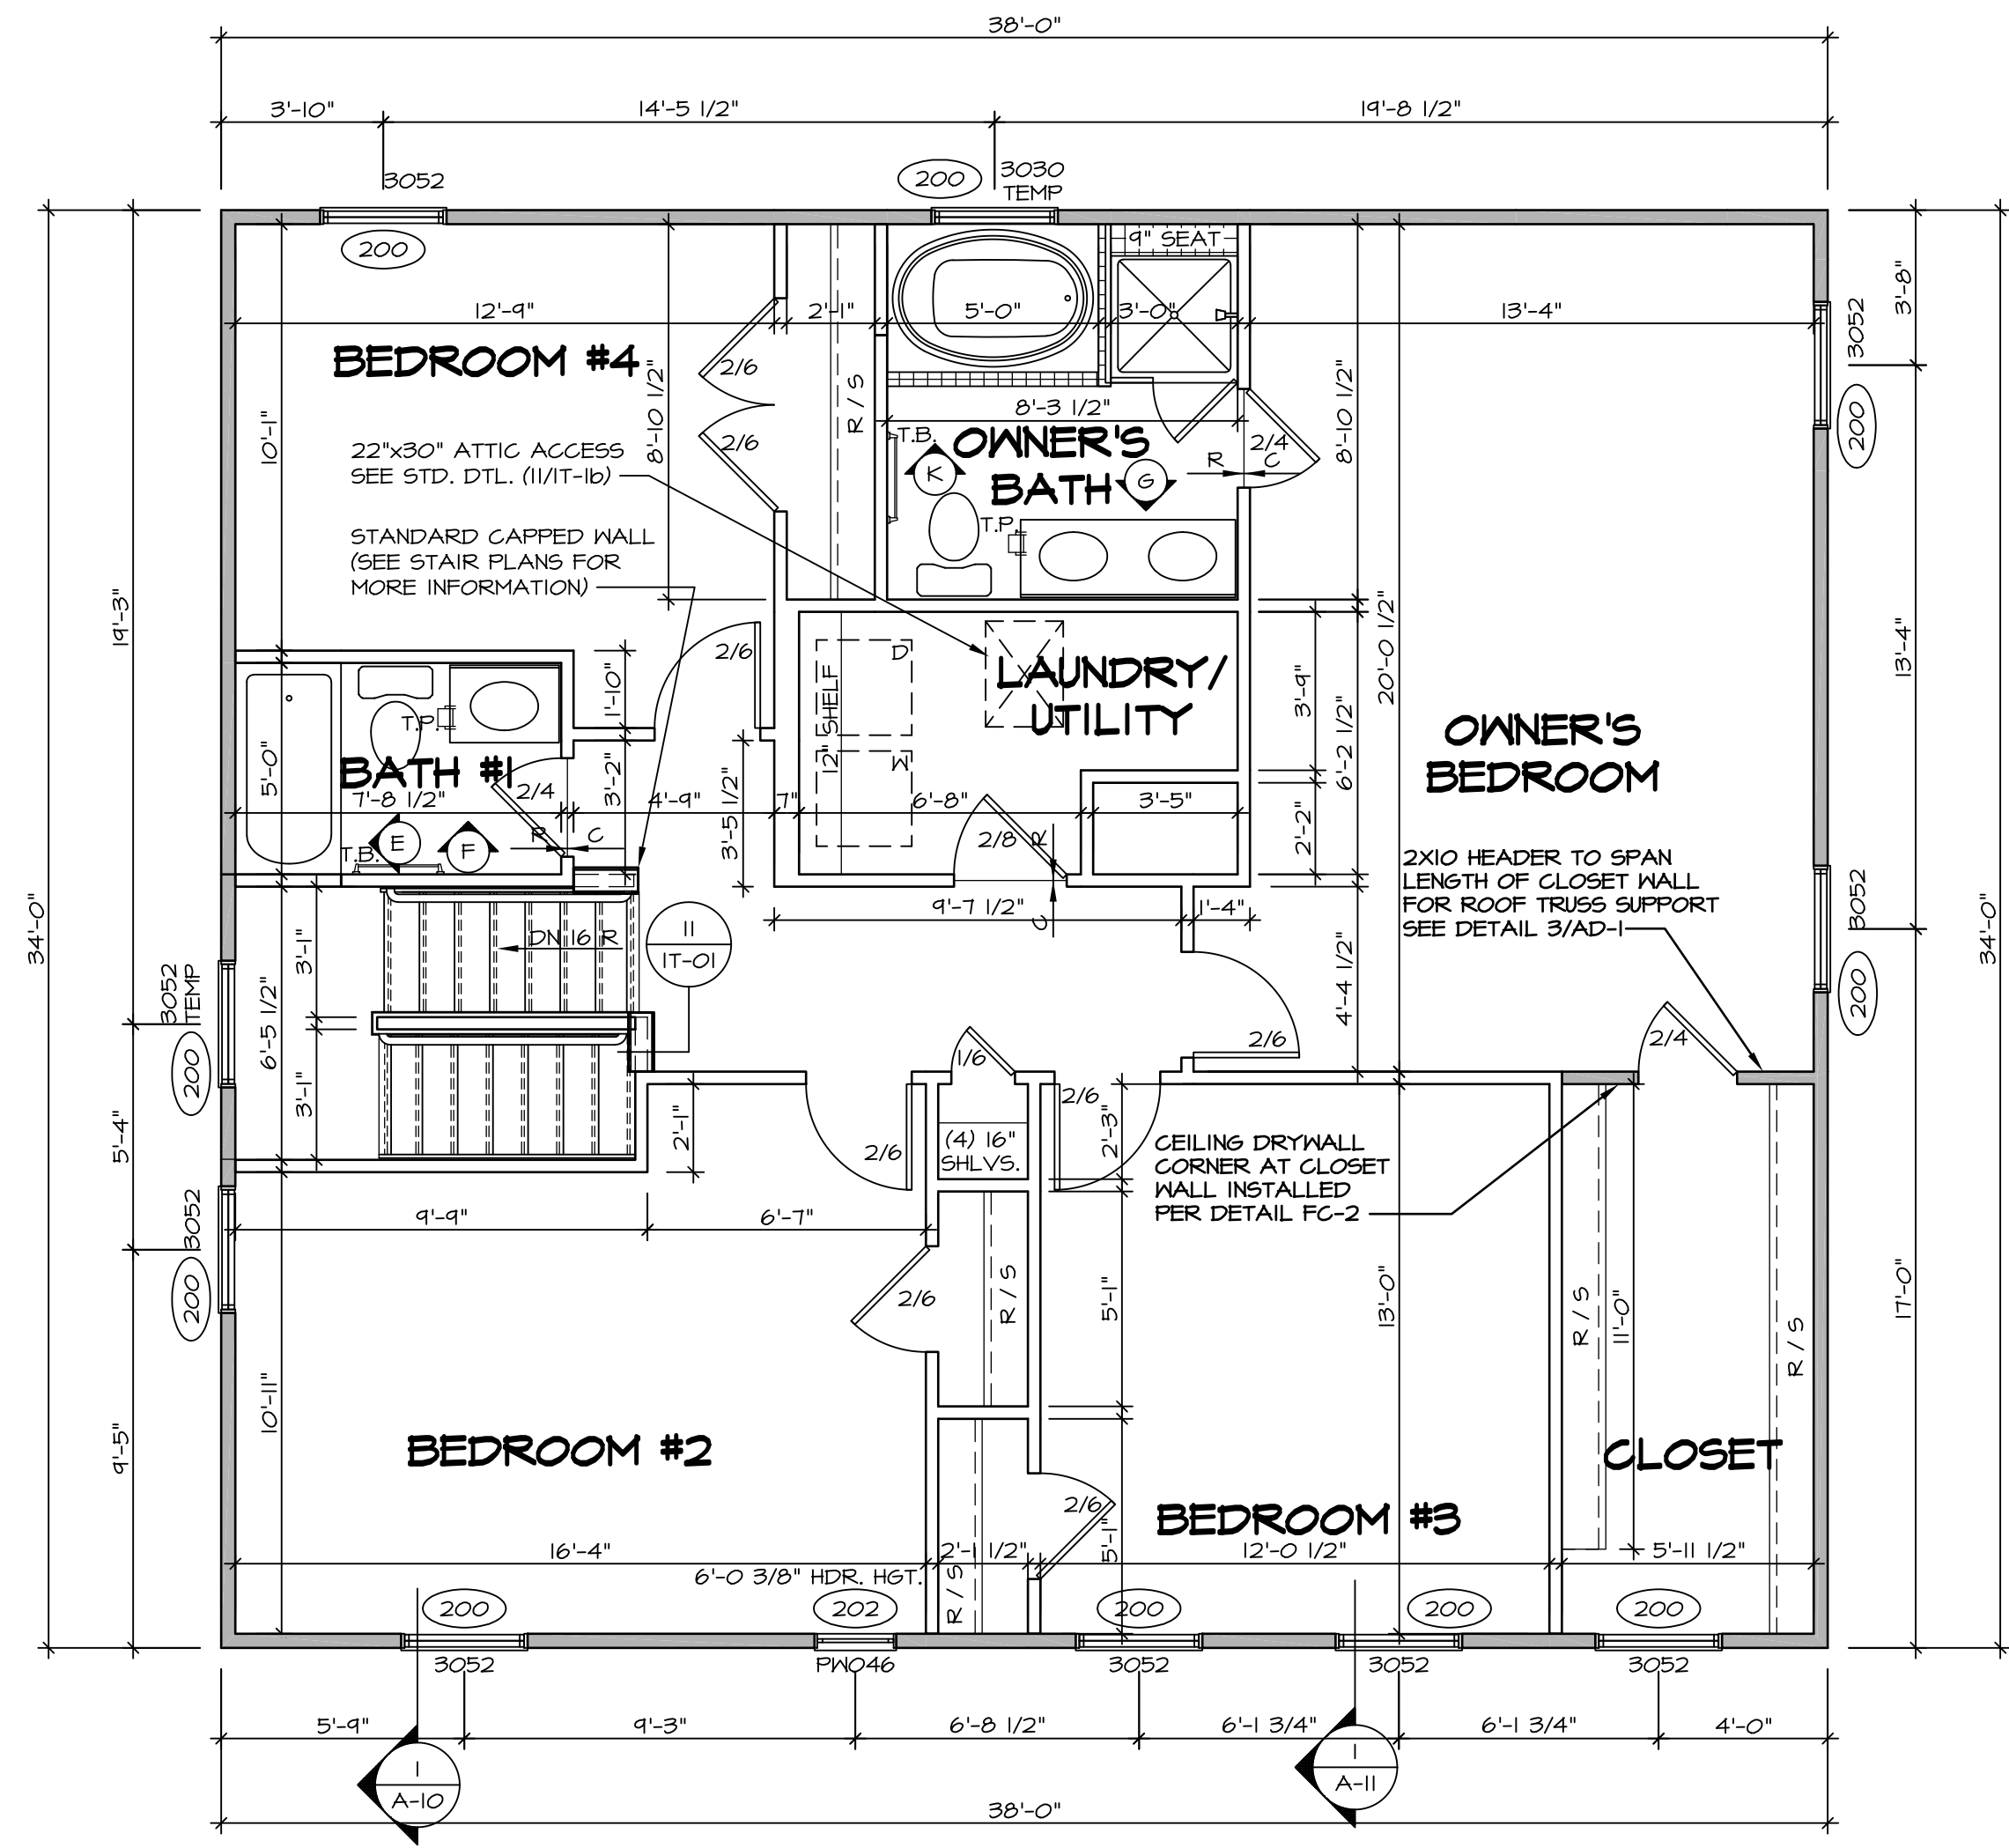 38'-0"
3'-10"
14'-5 1/2"
19'-8 1/2"
3052
200
3030
TEMP
200
9" SEAT
12'-9"
2'-1"
5'-0"
3'-0"
13'-4"
3'-8"
3052
200
BEDROOM #4
2/6
2/6
8'-10 1/2"
R / S
8'-3 1/2"
8'-10 1/2"
10'-1"
22"x30" ATTIC ACCESS
SEE STD. DTL. (11/IT-1b)
T.B.
K
OWNER'S
BATH
G
2/4
R
C
STANDARD CAPPED WALL
(SEE STAIR PLANS FOR
MORE INFORMATION)
T.P.
19'-3"
20'-0 1/2"
13'-4"
2/6
1'-10"
12" SHELF
D
W
LAUNDRY/
UTILITY
3'-9"
6'-2 1/2"
OWNER'S
BEDROOM
T.P.
BATH #1
5'-0"
7'-8 1/2"
2/4
3'-2"
4'-9"
3'-5 1/2"
7"
6'-8"
3'-5"
2'-2"
2/8
R
C
E
F
T.B.
R
C
2X10 HEADER TO SPAN
LENGTH OF CLOSET WALL
FOR ROOF TRUSS SUPPORT
SEE DETAIL 3/AD-1
3052
200
34'-0"
34'-0"
9'-7 1/2"
1'-4"
3'-1"
DN 16 R
11
IT-01
4'-4 1/2"
3052
TEMP
200
6'-5 1/2"
3'-1"
2/6
1/6
2/4
2/6
2'-1"
2/6
(4) 16"
SHLVS.
2'-3"
5'-4"
CEILING DRYWALL
CORNER AT CLOSET
WALL INSTALLED
PER DETAIL FC-2
3052
200
9'-9"
6'-7"
2/6
R / S
5'-1"
13'-0"
R / S
11'-0"
R / S
17'-0"
10'-11"
9'-5"
BEDROOM #2
CLOSET
2/6
BEDROOM #3
5'-1"
16'-4"
2'-1 1/2"
12'-0 1/2"
5'-11 1/2"
6'-0 3/8" HDR. HGT.
R / S
200
202
200
200
200
3052
PW046
3052
3052
3052
5'-9"
9'-3"
6'-8 1/2"
6'-1 3/4"
6'-1 3/4"
4'-0"
1
A-10
1
A-11
38'-0"